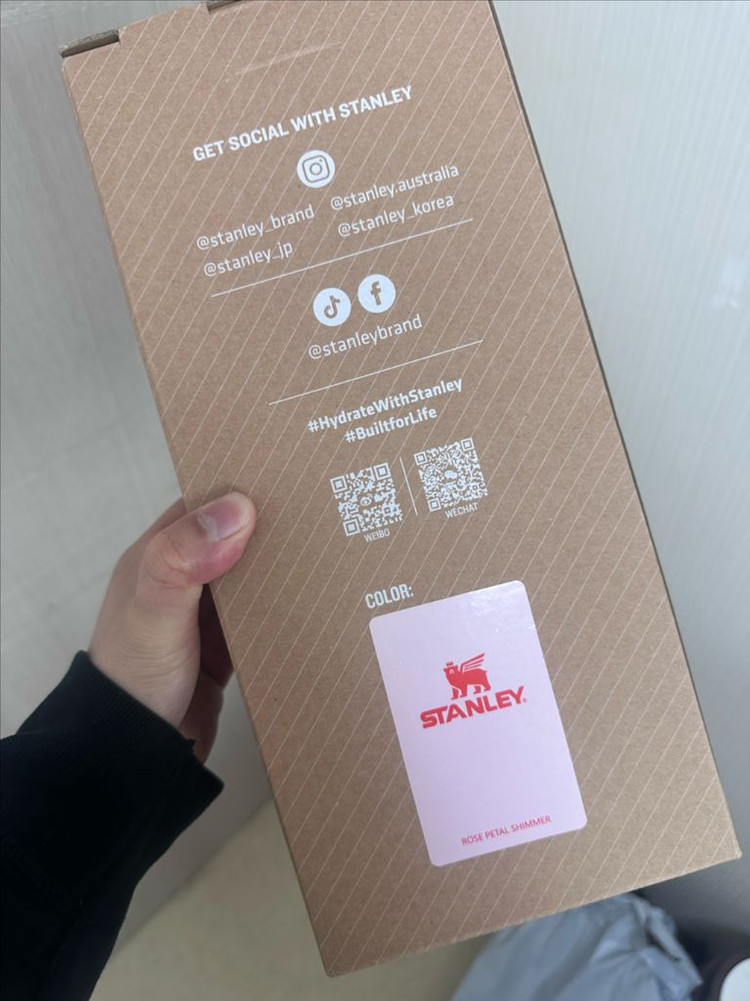 GET SOCIAL WITH STANLEY
@stanley_brand @stanley.australia
@stanley_jp @stanley_korea
@stanleybrand
#HydrateWithStanley
#BuiltforLife
WEIBO WECHAT
COLOR:
STANLEY®
ROSE PETAL SHIMMER